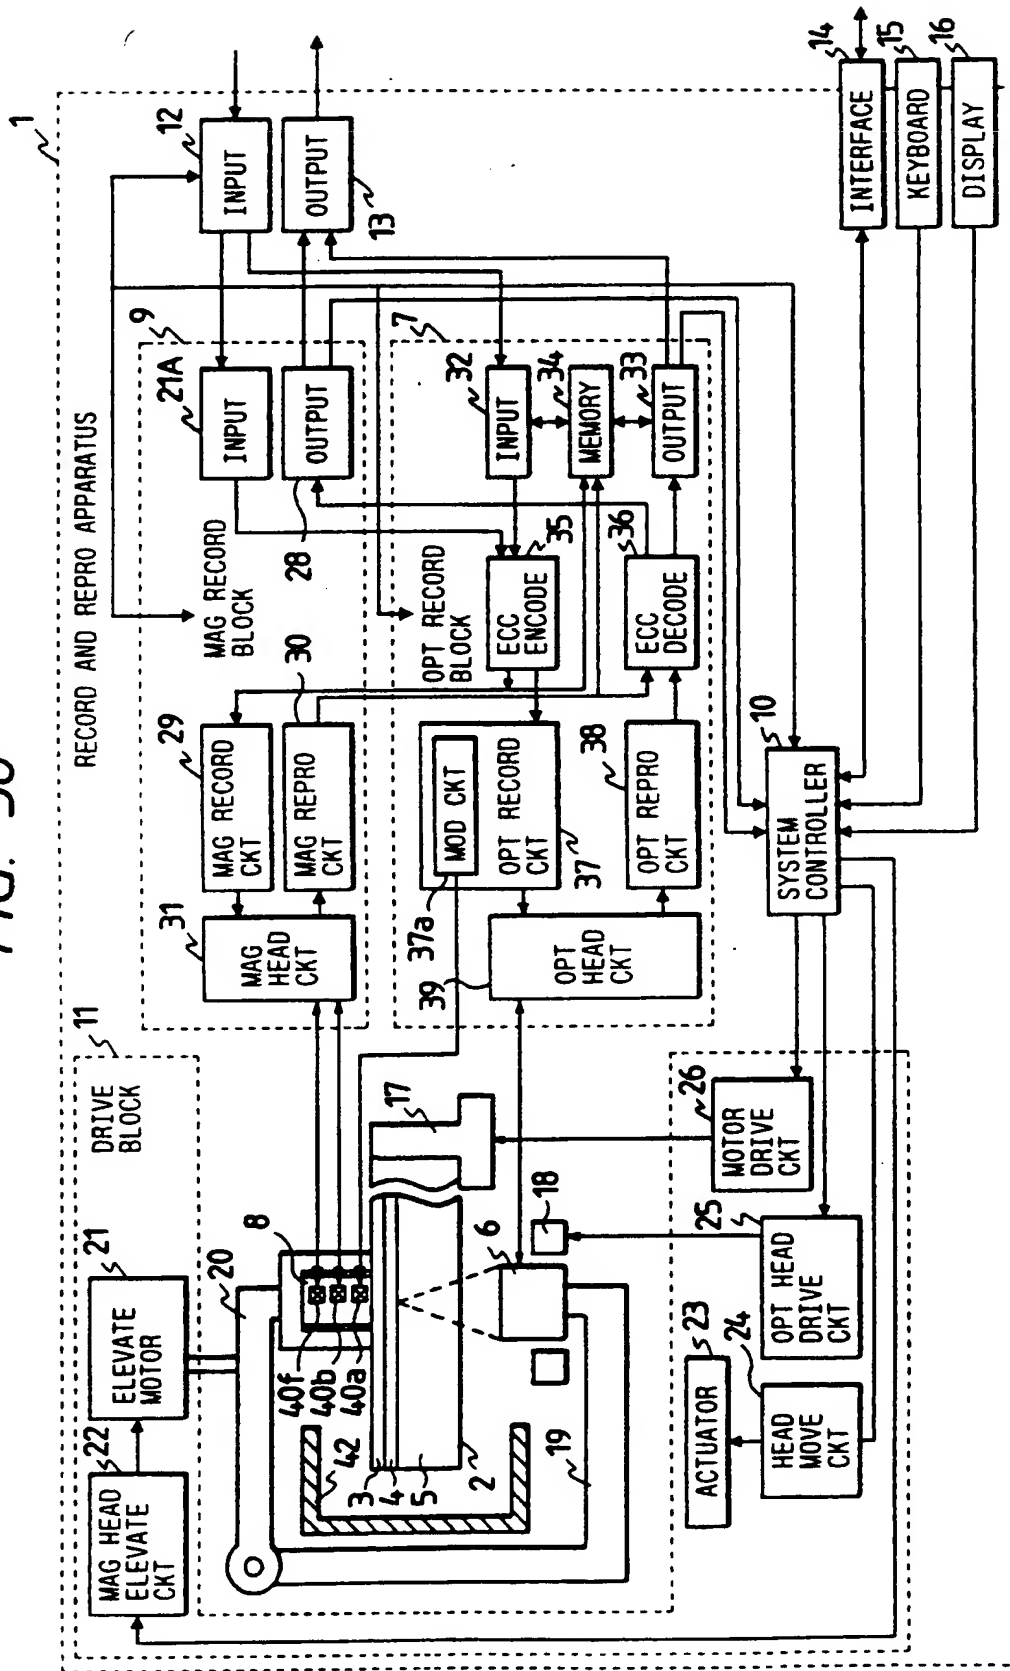 FIG.
1
RECORD AND REPRO APPARATUS
11
DRIVE
BLOCK
22
MAG HEAD
ELEVATE
CKT
21
ELEVATE
MOTOR
20
8
40f
40b
40a
42
3
4
5
2
17
6
18
19
31
MAG
HEAD
CKT
29
MAG RECORD
CKT
MAG REPRO
CKT
30
MAG RECORD
BLOCK
9
21A
INPUT
OUTPUT
28
12
INPUT
OUTPUT
13
39
OPT
HEAD
CKT
37a
MOD CKT
OPT RECORD
CKT
37
38
OPT REPRO
CKT
OPT RECORD
BLOCK
7
ECC
ENCODE
35
36
ECC
DECODE
32
INPUT
34
MEMORY
33
OUTPUT
23
ACTUATOR
24
HEAD
MOVE
CKT
25
OPT HEAD
DRIVE
CKT
26
MOTOR
DRIVE
CKT
10
SYSTEM
CONTROLLER
14
INTERFACE
15
KEYBOARD
16
DISPLAY